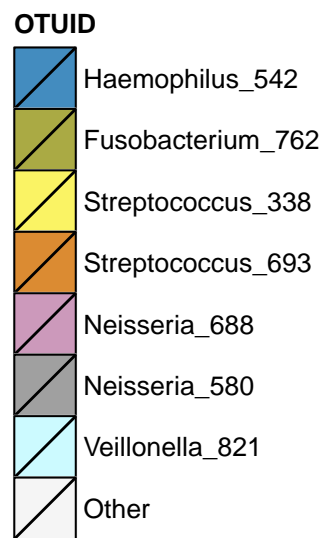 OTUID
Haemophilus_542
Fusobacterium_762
Streptococcus_338
Streptococcus_693
Neisseria_688
Neisseria_580
Veillonella_821
Other